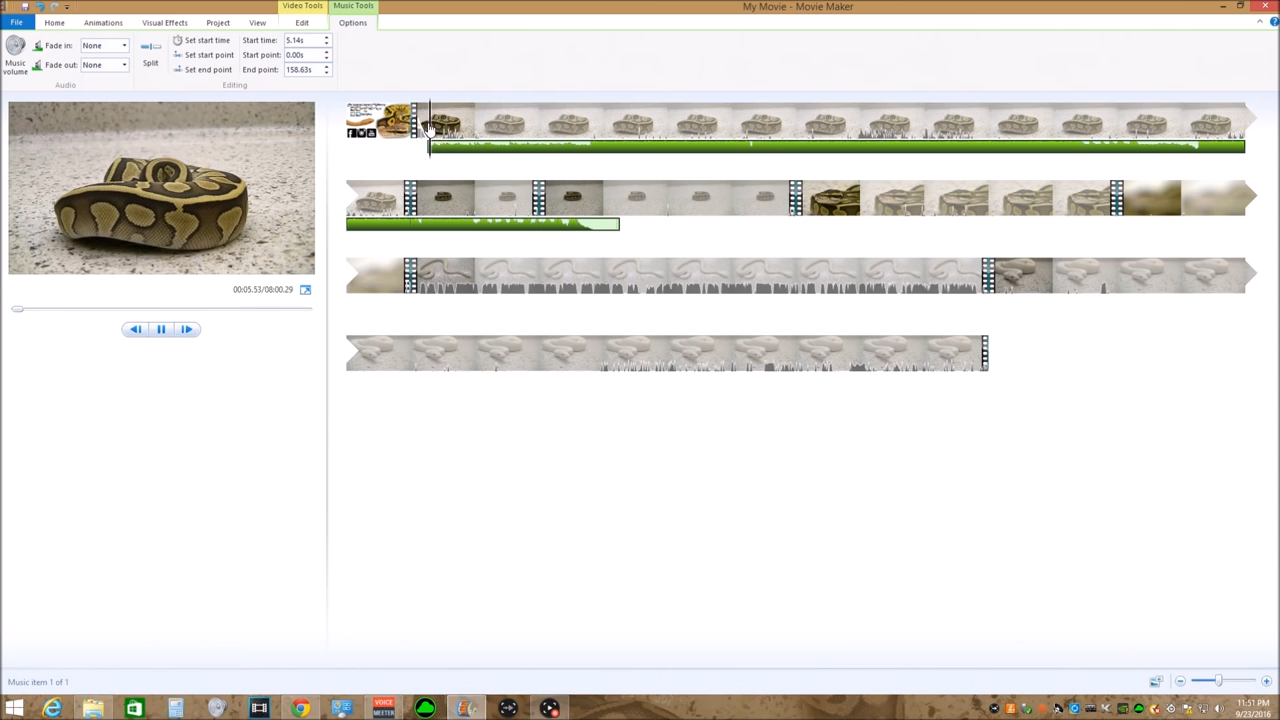 My Movie - Movie Maker
Video Tools
Music Tools
File
Home
Animations
Visual Effects
Project
View
Edit
Options
Music volume
Fade in: None
Fade out: None
Split
Set start time
Set start point
Set end point
Start time: 5.14s
Start point: 0.00s
End point: 158.63s
Audio
Editing
00:05.53/08:00.29
Music item 1 of 1
VOICE
MEETER
11:51 PM
9/23/2016